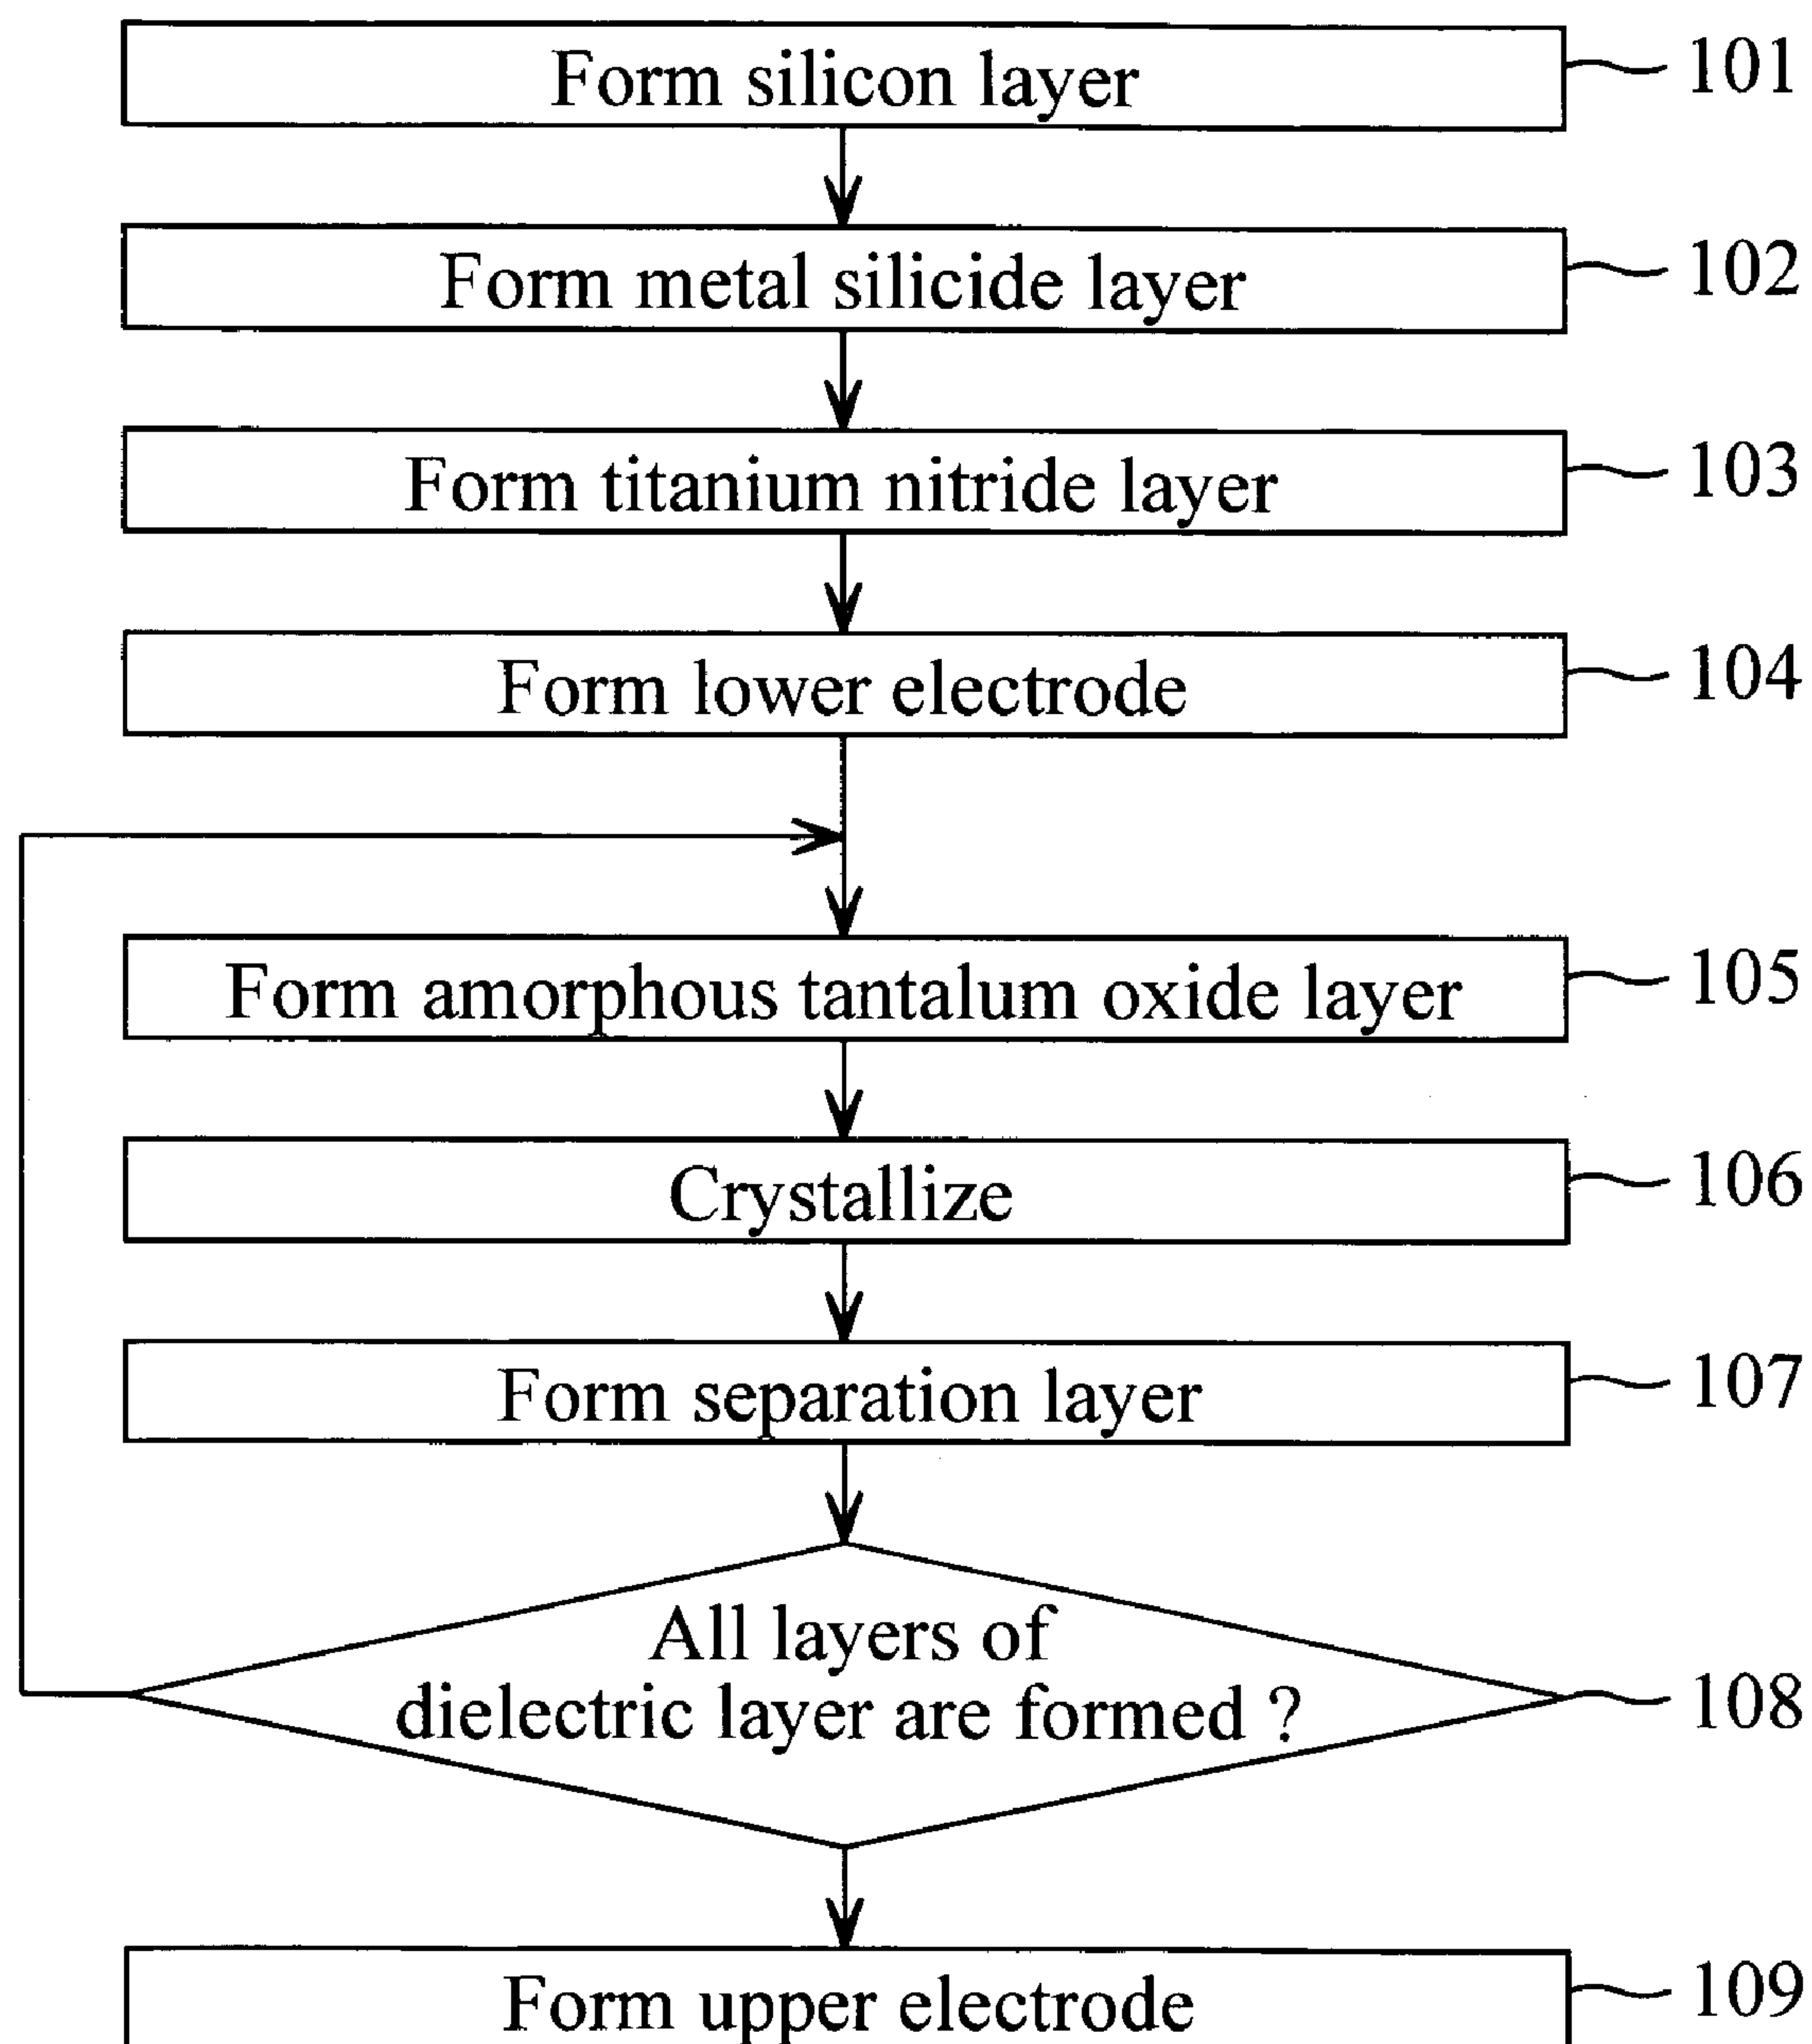 Form silicon layer 101
Form metal silicide layer 102
Form titanium nitride layer 103
Form lower electrode 104
Form amorphous tantalum oxide layer 105
Crystallize 106
Form separation layer 107
All layers of
dielectric layer are formed ? 108
Form upper electrode 109